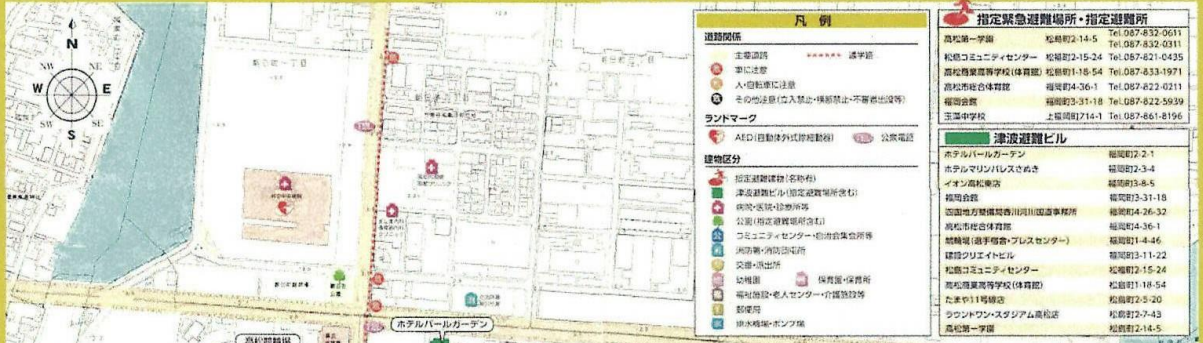 N
NW
NE
W
E
SW
SE
S
朝日町一丁目
ホテルパールガーデン
高松競輪場
凡例
道路関係
主要道路
通学路
車に注意
人・自転車に注意
その他注意(立入禁止・横断禁止・不審者出没等)
ランドマーク
AED(自動体外式除細動器)
公衆電話
建物区分
指定避難建物(名称有)
津波避難ビル(指定避難場所含む)
病院・医院・診療所等
公園(指定避難場所含む)
コミュニティセンター・自治会集会所等
消防署・消防団屯所
交番・派出所
幼稚園
保育園・保育所
福祉施設・老人センター・介護施設等
郵便局
排水機場・ポンプ場
指定緊急避難場所・指定避難所
高松第一学園 松島町2-14-5 Tel.087-832-0611
Tel.087-832-0311
松島コミュニティセンター 松福町2-15-24 Tel.087-821-0435
高松商業高等学校(体育館) 松島町1-18-54 Tel.087-833-1971
高松市総合体育館 福岡町4-36-1 Tel.087-822-0211
福岡会館 福岡町3-31-18 Tel.087-822-5939
玉藻中学校 上福岡町714-1 Tel.087-861-8196
津波避難ビル
ホテルパールガーデン 福岡町2-2-1
ホテルマリンパレスさぬき 福岡町2-3-4
イオン高松東店 福岡町3-8-5
福岡会館 福岡町3-31-18
四国地方整備局香川河川国道事務所 福岡町4-26-32
高松市総合体育館 福岡町4-36-1
競輪場(選手宿舎・プレスセンター) 福岡町1-4-46
建設クリエイトビル 福岡町3-11-22
松島コミュニティセンター 松福町2-15-24
高松商業高等学校(体育館) 松島町1-18-54
たまや11号線店 松島町2-5-20
ラウンドワン・スタジアム高松店 松島町2-7-43
高松第一学園 松島町2-14-5